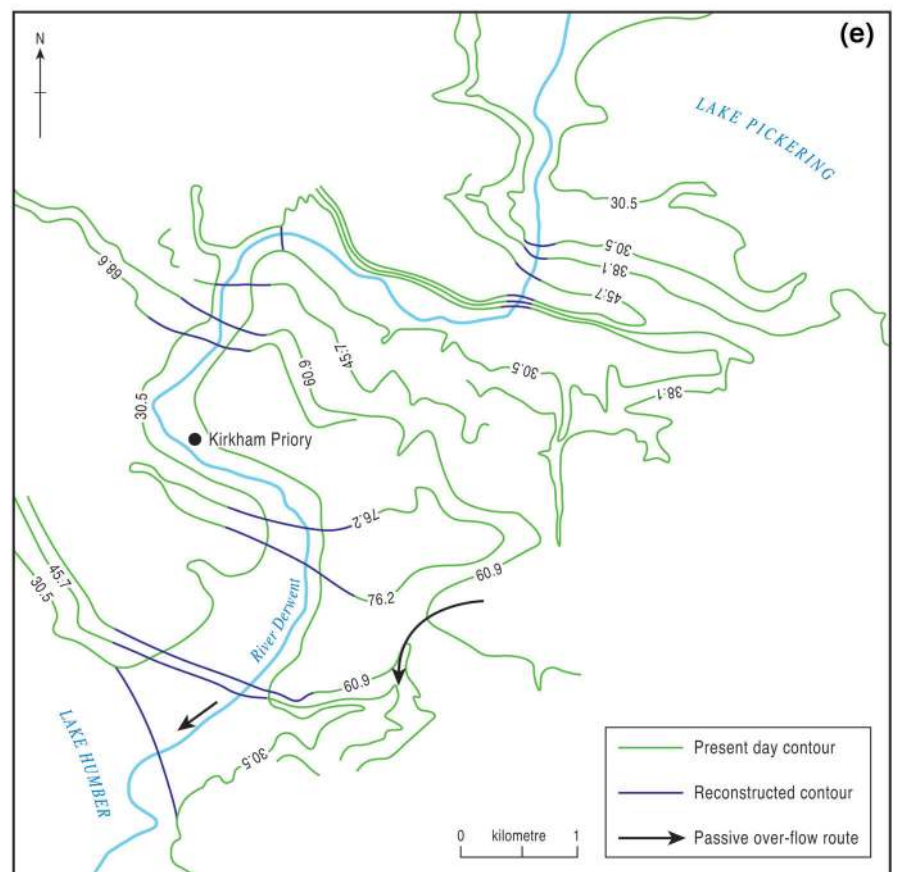 (e)
N
LAKE PICKERING
30.5
30.5
38.1
45.7
68.6
60.9
45.7
30.5
38.1
30.5
Kirkham Priory
76.2
45.7
30.5
60.9
79.2
River Derwent
60.9
LAKE HUMBER
30.5
Present day contour
Reconstructed contour
Passive over-flow route
0 kilometre 1